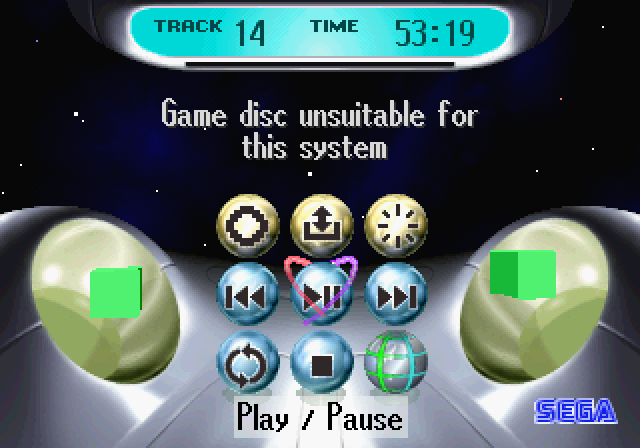 TRACK 14 TIME 53:19
Game disc unsuitable for
this system
Play / Pause
SEGA